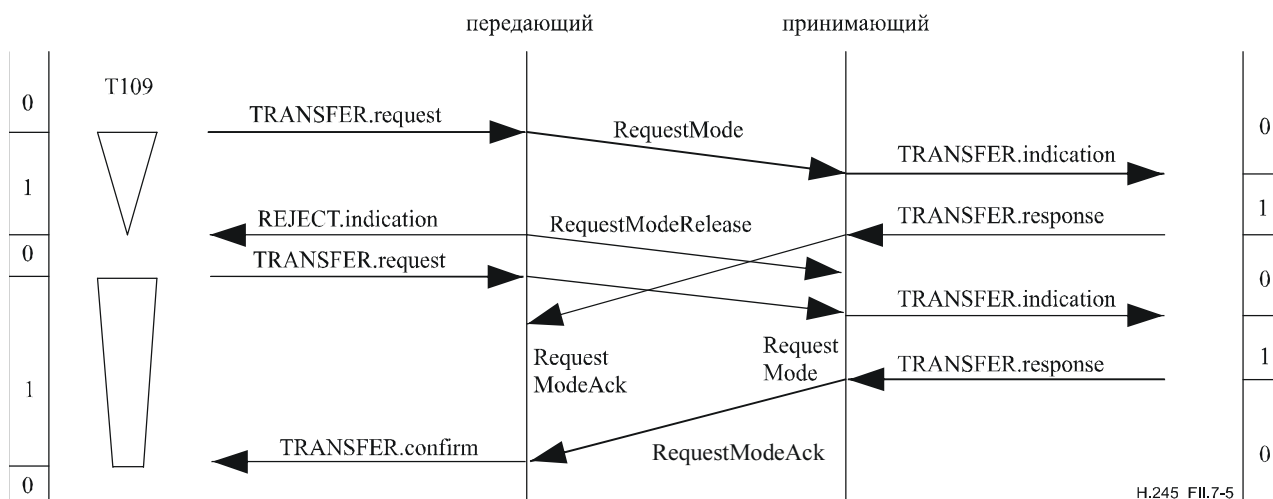 передающий принимающий
T109
0
TRANSFER.request
RequestMode
0
TRANSFER.indication
1
REJECT.indication
RequestModeRelease
TRANSFER.response
1
0
TRANSFER.request
0
TRANSFER.indication
Request
ModeAck
Request
Mode
TRANSFER.response
1
1
TRANSFER.confirm
RequestModeAck
0
0
H.245_FII.7-5